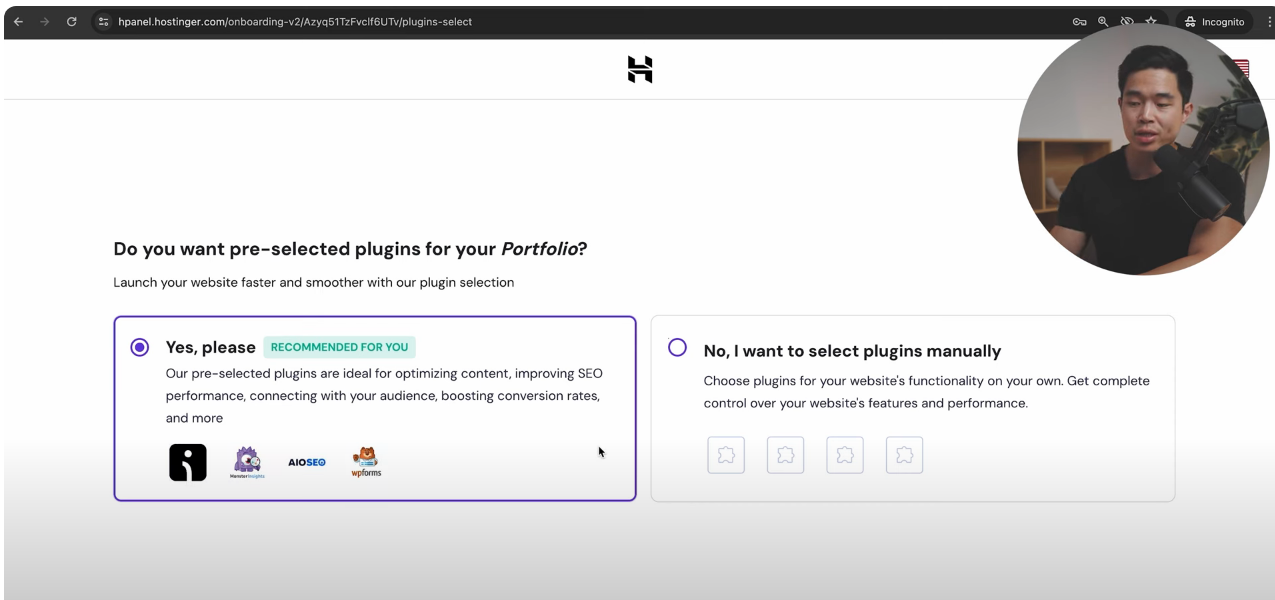 hpanel.hostinger.com/onboarding-v2/Azyq51TzFvclf6UTv/plugins-select
Incognito
Do you want pre-selected plugins for your Portfolio?
Launch your website faster and smoother with our plugin selection
Yes, please
RECOMMENDED FOR YOU
Our pre-selected plugins are ideal for optimizing content, improving SEO
performance, connecting with your audience, boosting conversion rates,
and more
MonsterInsights
AIOSEO
wpforms
No, I want to select plugins manually
Choose plugins for your website's functionality on your own. Get complete
control over your website's features and performance.